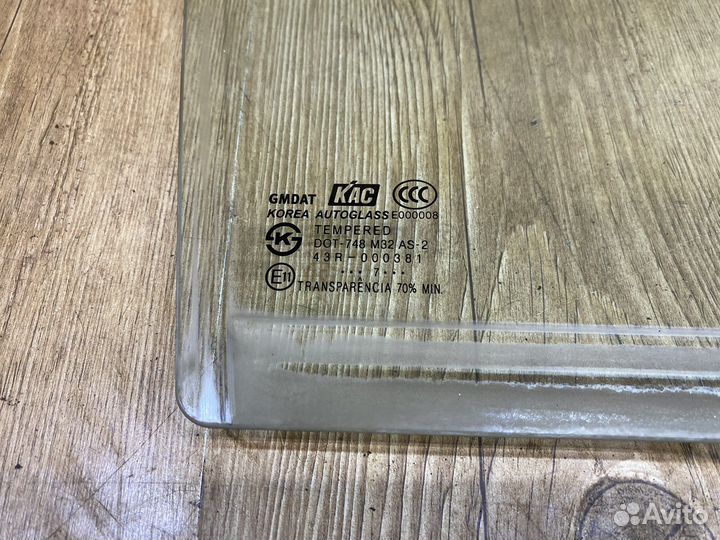 GMDAT KAC CCC
KOREA AUTOGLASS E000008
TEMPERED
DOT-748 M32 AS-2
43R-000381
••• 7•••
E11 TRANSPARÊNCIA 70% MIN.
Avito